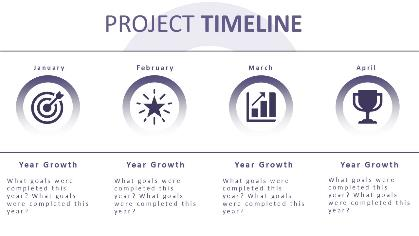 PROJECT TIMELINE
January
February
March
April
Year Growth
What goals were
completed this
year? What goals
were completed this
year?
Year Growth
What goals were
completed this
year? What goals
were completed this
year?
Year Growth
What goals were
completed this
year? What goals
were completed this
year?
Year Growth
What goals were
completed this
year? What goals
were completed this
year?